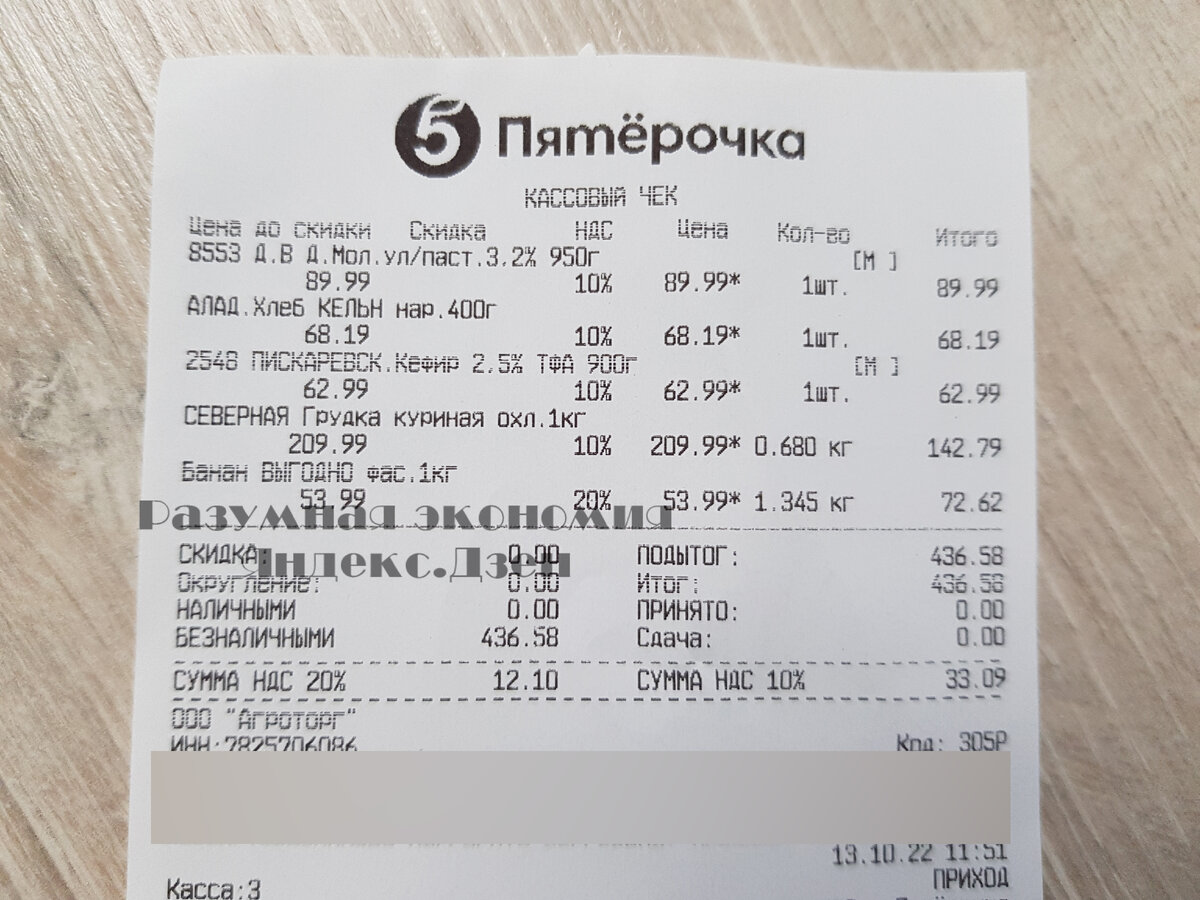 5 Пятёрочка
КАССОВЫЙ ЧЕК
Цена до скидки Скидка НДС Цена Кол-во Итого
8553 Д.В Д.Мол.ул/паст.3,2% 950г [М ]
89.99 10% 89.99* 1шт. 89.99
АЛАД.Хлеб КЕЛЬН нар.400г
68.19 10% 68.19* 1шт. 68.19
2548 ПИСКАРЕВСК.Кефир 2,5% ТФА 900г [М ]
62.99 10% 62.99* 1шт. 62.99
СЕВЕРНАЯ Грудка куриная охл.1кг
209.99 10% 209.99* 0.680 кг 142.79
Банан ВЫГОДНО фас.1кг
53.99 20% 53.99* 1.345 кг 72.62
Разумная экономия
СКИДКА: 0.00 ПОДЫТОГ: 436.58
Яндекс.Дзен
Округление: 0.00 Итог: 436.58
НАЛИЧНЫМИ 0.00 ПРИНЯТО: 0.00
БЕЗНАЛИЧНЫМИ 436.58 Сдача: 0.00
СУММА НДС 20% 12.10 СУММА НДС 10% 33.09
ООО "Агроторг"
ИНН:7825706086 Код: 305Р
13.10.22 11:51
ПРИХОД
Касса:3